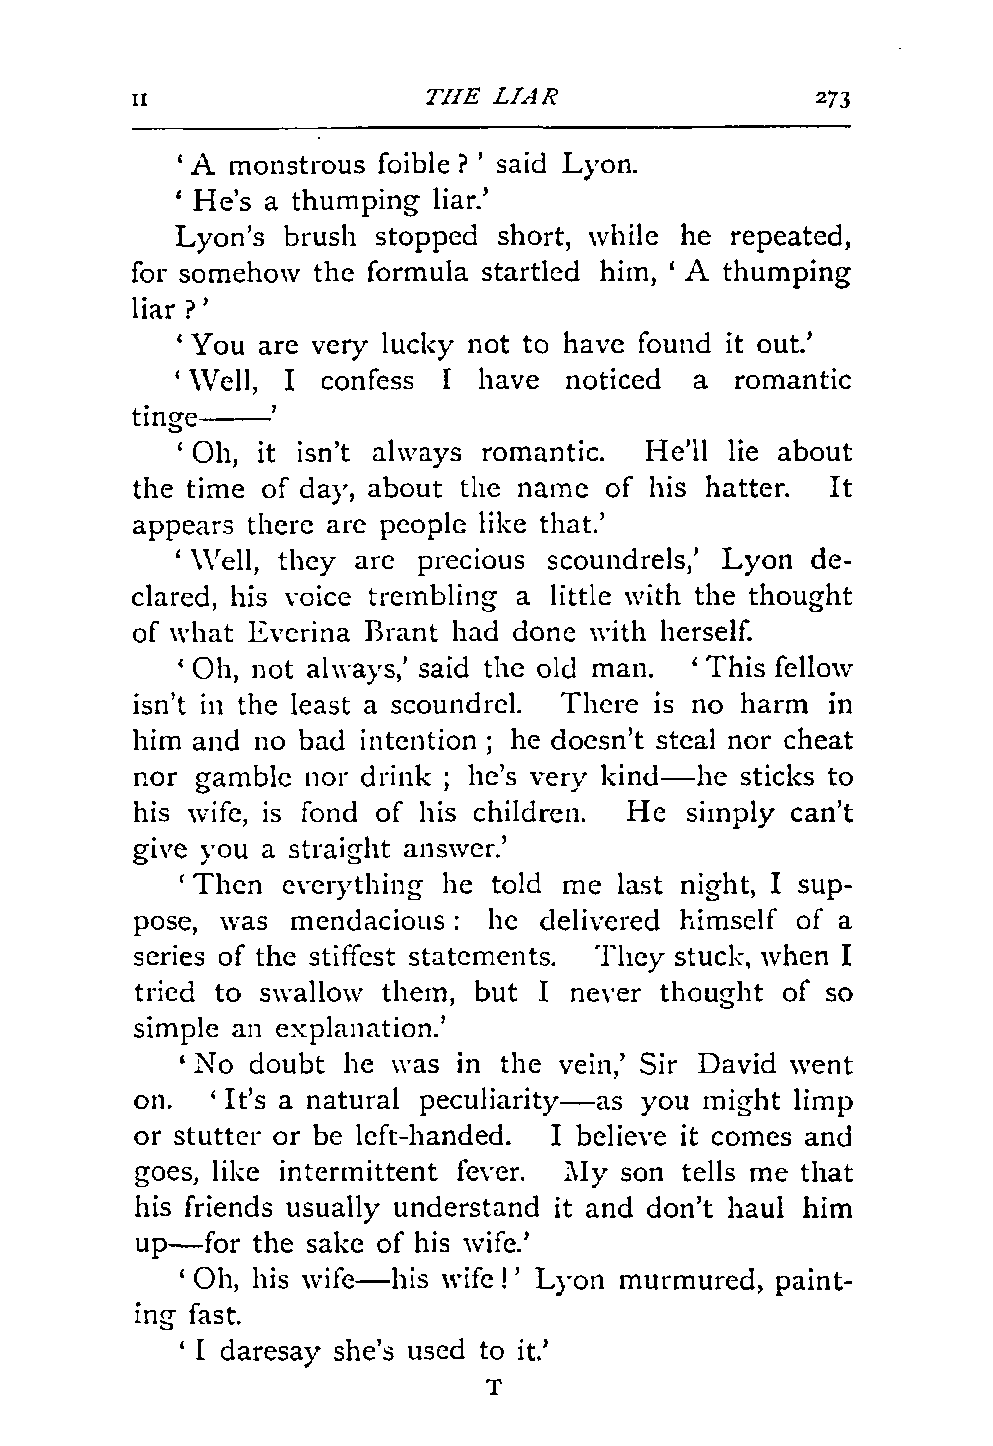 II THE LIAR 273
‘ A monstrous foible ? ’ said Lyon.
‘ He’s a thumping liar.’
Lyon’s brush stopped short, while he repeated,
for somehow the formula startled him, ‘ A thumping
liar ? ’
‘ You are very lucky not to have found it out.’
‘ Well, I confess I have noticed a romantic
tinge——’
‘ Oh, it isn’t always romantic. He’ll lie about
the time of day, about the name of his hatter. It
appears there are people like that.’
‘ Well, they are precious scoundrels,’ Lyon de-
clared, his voice trembling a little with the thought
of what Everina Brant had done with herself.
‘ Oh, not always,’ said the old man. ‘ This fellow
isn’t in the least a scoundrel. There is no harm in
him and no bad intention ; he doesn’t steal nor cheat
nor gamble nor drink ; he’s very kind—he sticks to
his wife, is fond of his children. He simply can’t
give you a straight answer.’
‘ Then everything he told me last night, I sup-
pose, was mendacious : he delivered himself of a
series of the stiffest statements. They stuck, when I
tried to swallow them, but I never thought of so
simple an explanation.’
‘ No doubt he was in the vein,’ Sir David went
on. ‘ It’s a natural peculiarity—as you might limp
or stutter or be left-handed. I believe it comes and
goes, like intermittent fever. My son tells me that
his friends usually understand it and don’t haul him
up—for the sake of his wife.’
‘ Oh, his wife—his wife ! ’ Lyon murmured, paint-
ing fast.
‘ I daresay she’s used to it.’
T